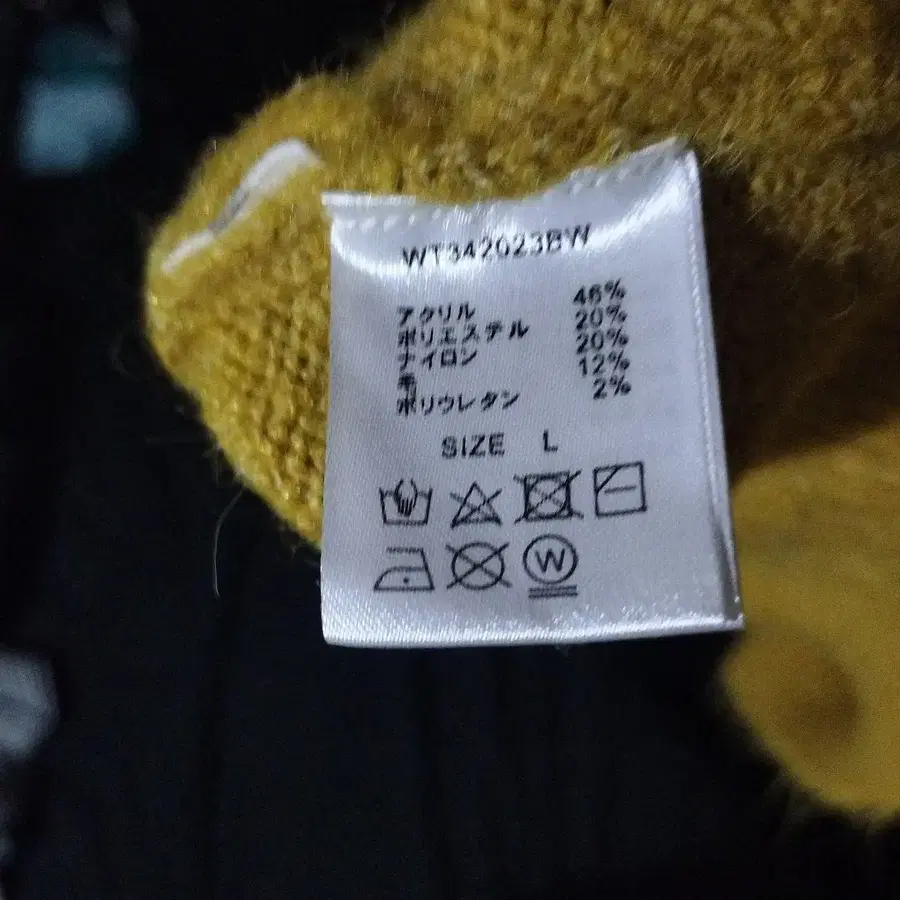 WT342023BW
アクリル 46%
ポリエステル 20%
ナイロン 20%
毛 12%
ポリウレタン 2%
SIZE L
W